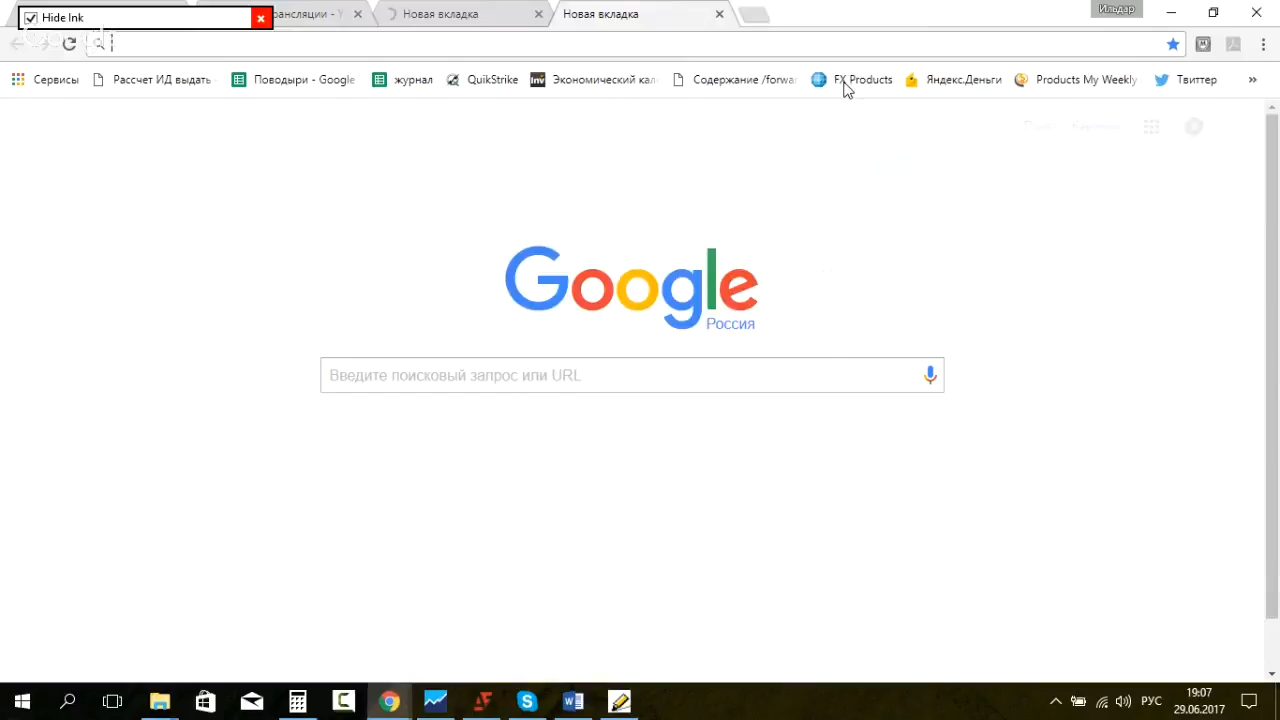 Hide Ink
рансляции - Y
Новая вкладка
Новая вкладка
Ильдар
Сервисы
Рассчет ИД выдать
Поводыри - Google
журнал
QuikStrike
Inv
Экономический кале
Содержание /forwa
FX Products
Яндекс.Деньги
Products My Weekly
Твиттер
»
Google
Россия
Введите поисковый запрос или URL
РУС
19:07
29.06.2017